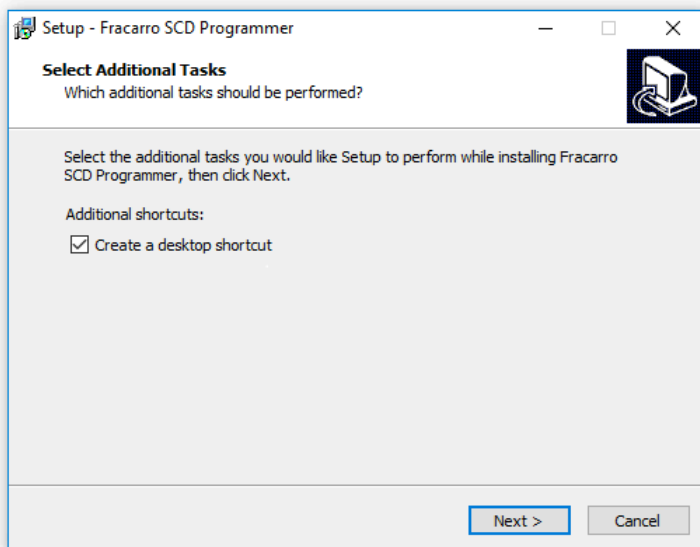 Setup - Fracarro SCD Programmer
Select Additional Tasks
Which additional tasks should be performed?
Select the additional tasks you would like Setup to perform while installing Fracarro
SCD Programmer, then click Next.
Additional shortcuts:
Create a desktop shortcut
Next >
Cancel